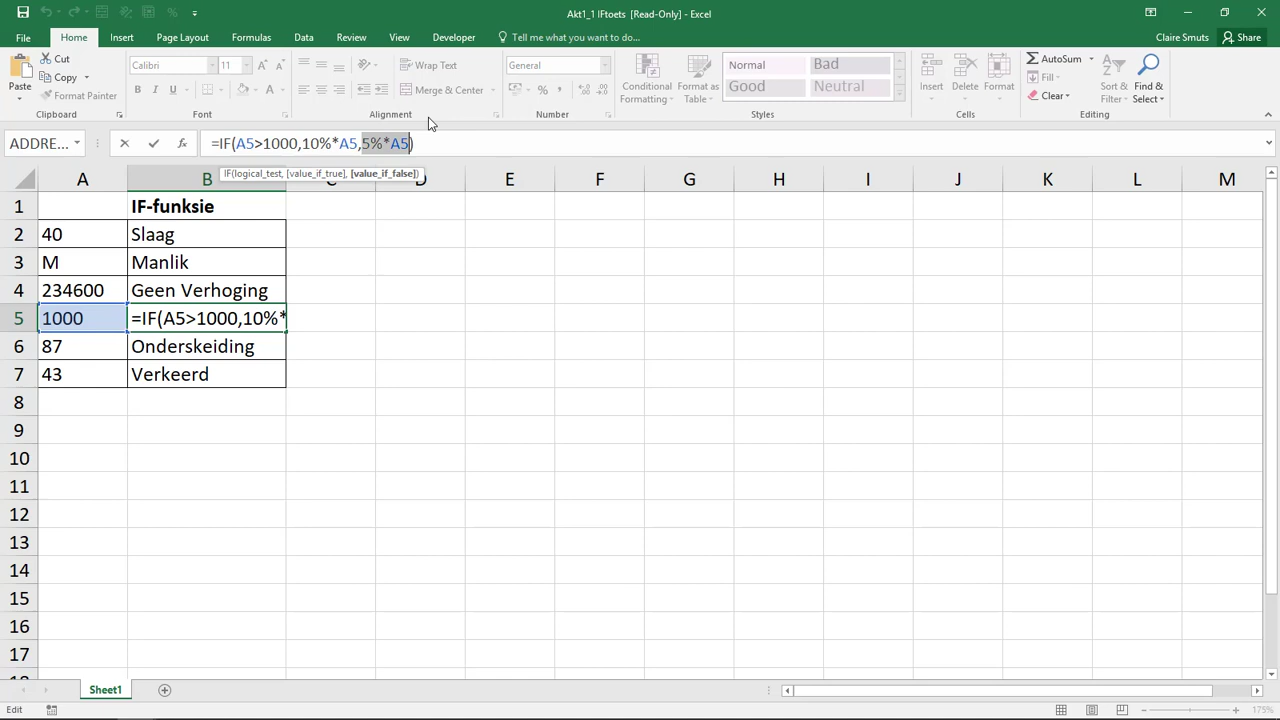 Akt1_1 IFtoets [Read-Only] - Excel
File Home Insert Page Layout Formulas Data Review View Developer Tell me what you want to do... Claire Smuts Share
Cut Calibri 11 Wrap Text General Normal Bad AutoSum
Copy Fill
Paste Format Painter B I U Merge & Center % Conditional Formatting Format as Table Good Neutral Insert Delete Format Clear Sort & Filter Find & Select
Clipboard Font Alignment Number Styles Cells Editing
ADDRE... fx =IF(A5>1000,10%*A5,5%*A5)
IF(logical_test, [value_if_true], [value_if_false])
A B C D E F G H I J K L M
1 IF-funksie
2 40 Slaag
3 M Manlik
4 234600 Geen Verhoging
5 1000 =IF(A5>1000,10%*
6 87 Onderskeiding
7 43 Verkeerd
8
9
10
11
12
13
14
15
16
17
Sheet1
Edit 175%